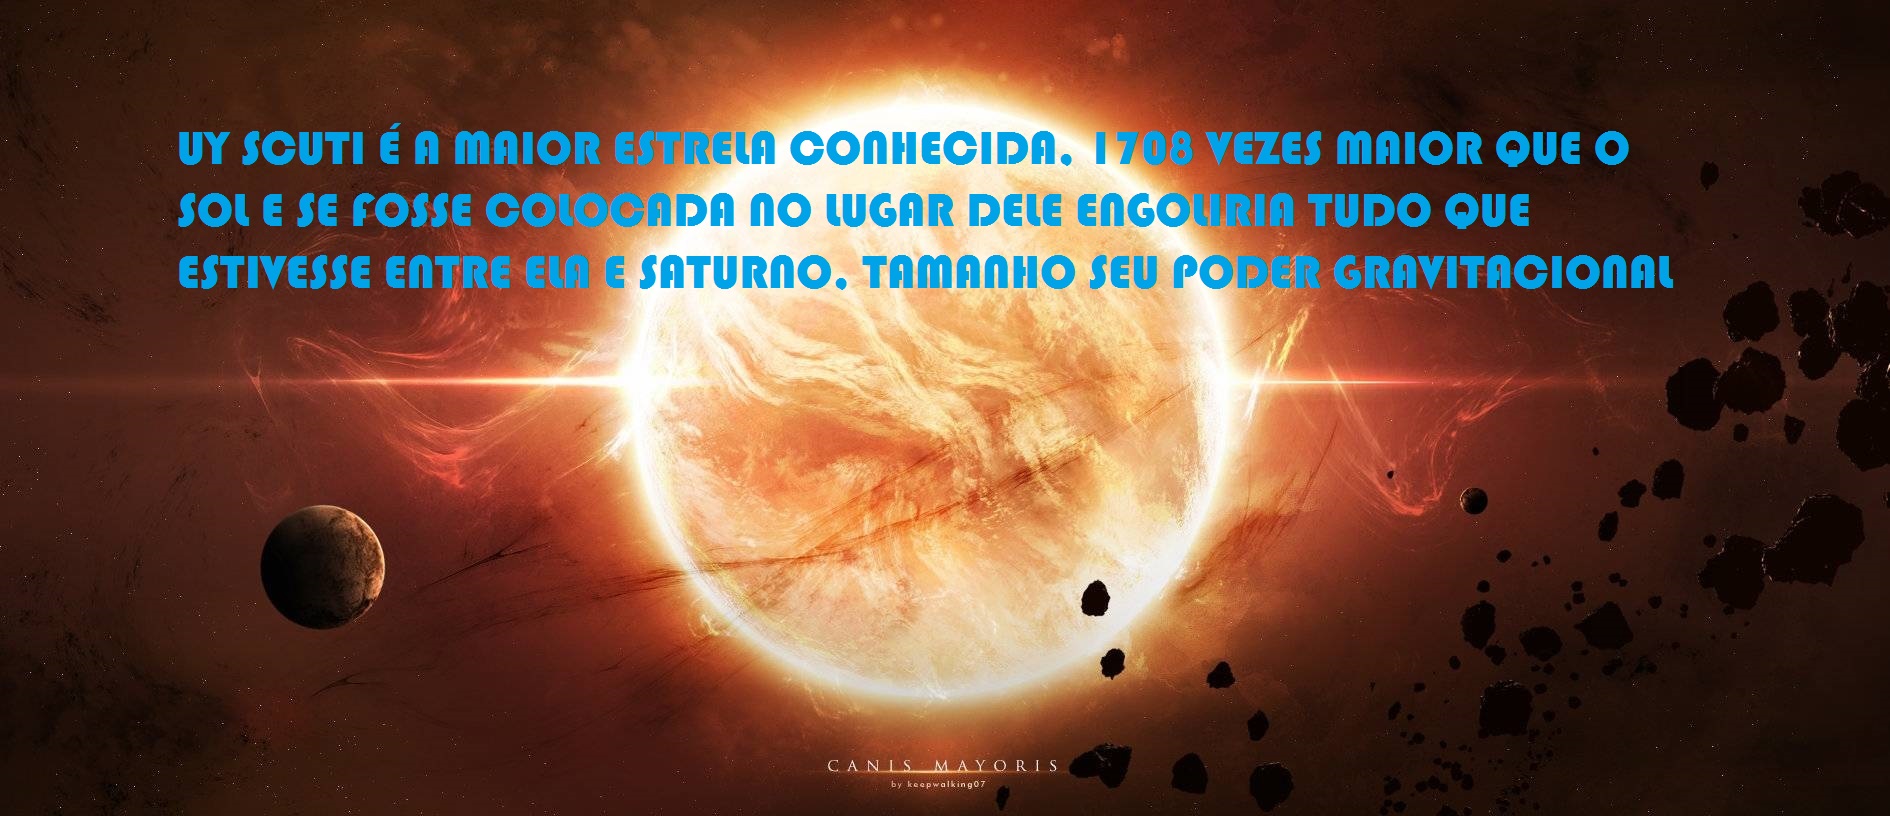 UY SCUTI É A MAIOR ESTRELA CONHECIDA, 1708 VEZES MAIOR QUE O
SOL E SE FOSSE COLOCADA NO LUGAR DELE ENGOLIRIA TUDO QUE
ESTIVESSE ENTRE ELA E SATURNO, TAMANHO SEU PODER GRAVITACIONAL
CANIS MAYORIS
by keepwalking07